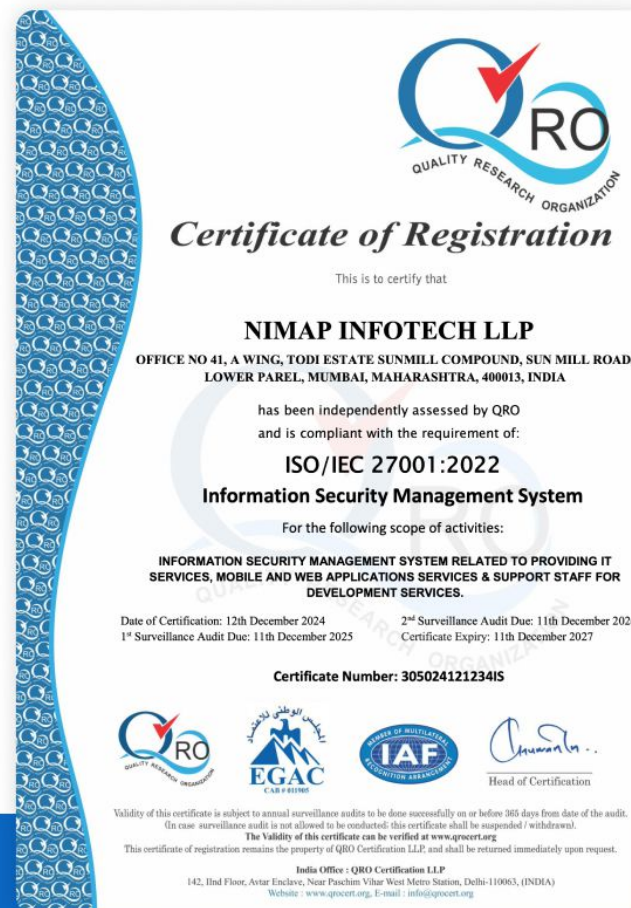 QRO
QUALITY RESEARCH ORGANIZATION
Certificate of Registration
This is to certify that
NIMAP INFOTECH LLP
OFFICE NO 41, A WING, TODI ESTATE SUNMILL COMPOUND, SUN MILL ROAD
LOWER PAREL, MUMBAI, MAHARASHTRA, 400013, INDIA
has been independently assessed by QRO
and is compliant with the requirement of:
ISO/IEC 27001:2022
Information Security Management System
For the following scope of activities:
INFORMATION SECURITY MANAGEMENT SYSTEM RELATED TO PROVIDING IT
SERVICES, MOBILE AND WEB APPLICATIONS SERVICES & SUPPORT STAFF FOR
DEVELOPMENT SERVICES.
Date of Certification: 12th December 2024
2nd Surveillance Audit Due: 11th December 202
1st Surveillance Audit Due: 11th December 2025
Certificate Expiry: 11th December 2027
Certificate Number: 305024121234IS
QRO
QUALITY RESEARCH ORGANIZATION
المجلس الوطني للاعتماد
EGAC
CAB # 011905
MEMBER OF MULTILATERAL
IAF
RECOGNITION ARRANGEMENT
Head of Certification
Validity of this certificate is subject to annual surveillance audits to be done successfully on or before 365 days from date of the audit.
(In case surveillance audit is not allowed to be conducted; this certificate shall be suspended / withdrawn).
The Validity of this certificate can be verified at www.qrocert.org
This certificate of registration remains the property of QRO Certification LLP, and shall be returned immediately upon request.
India Office : QRO Certification LLP
142, IInd Floor, Avtar Enclave, Near Paschim Vihar West Metro Station, Delhi-110063, (INDIA)
Website : www.qrocert.org, E-mail : info@qrocert.org